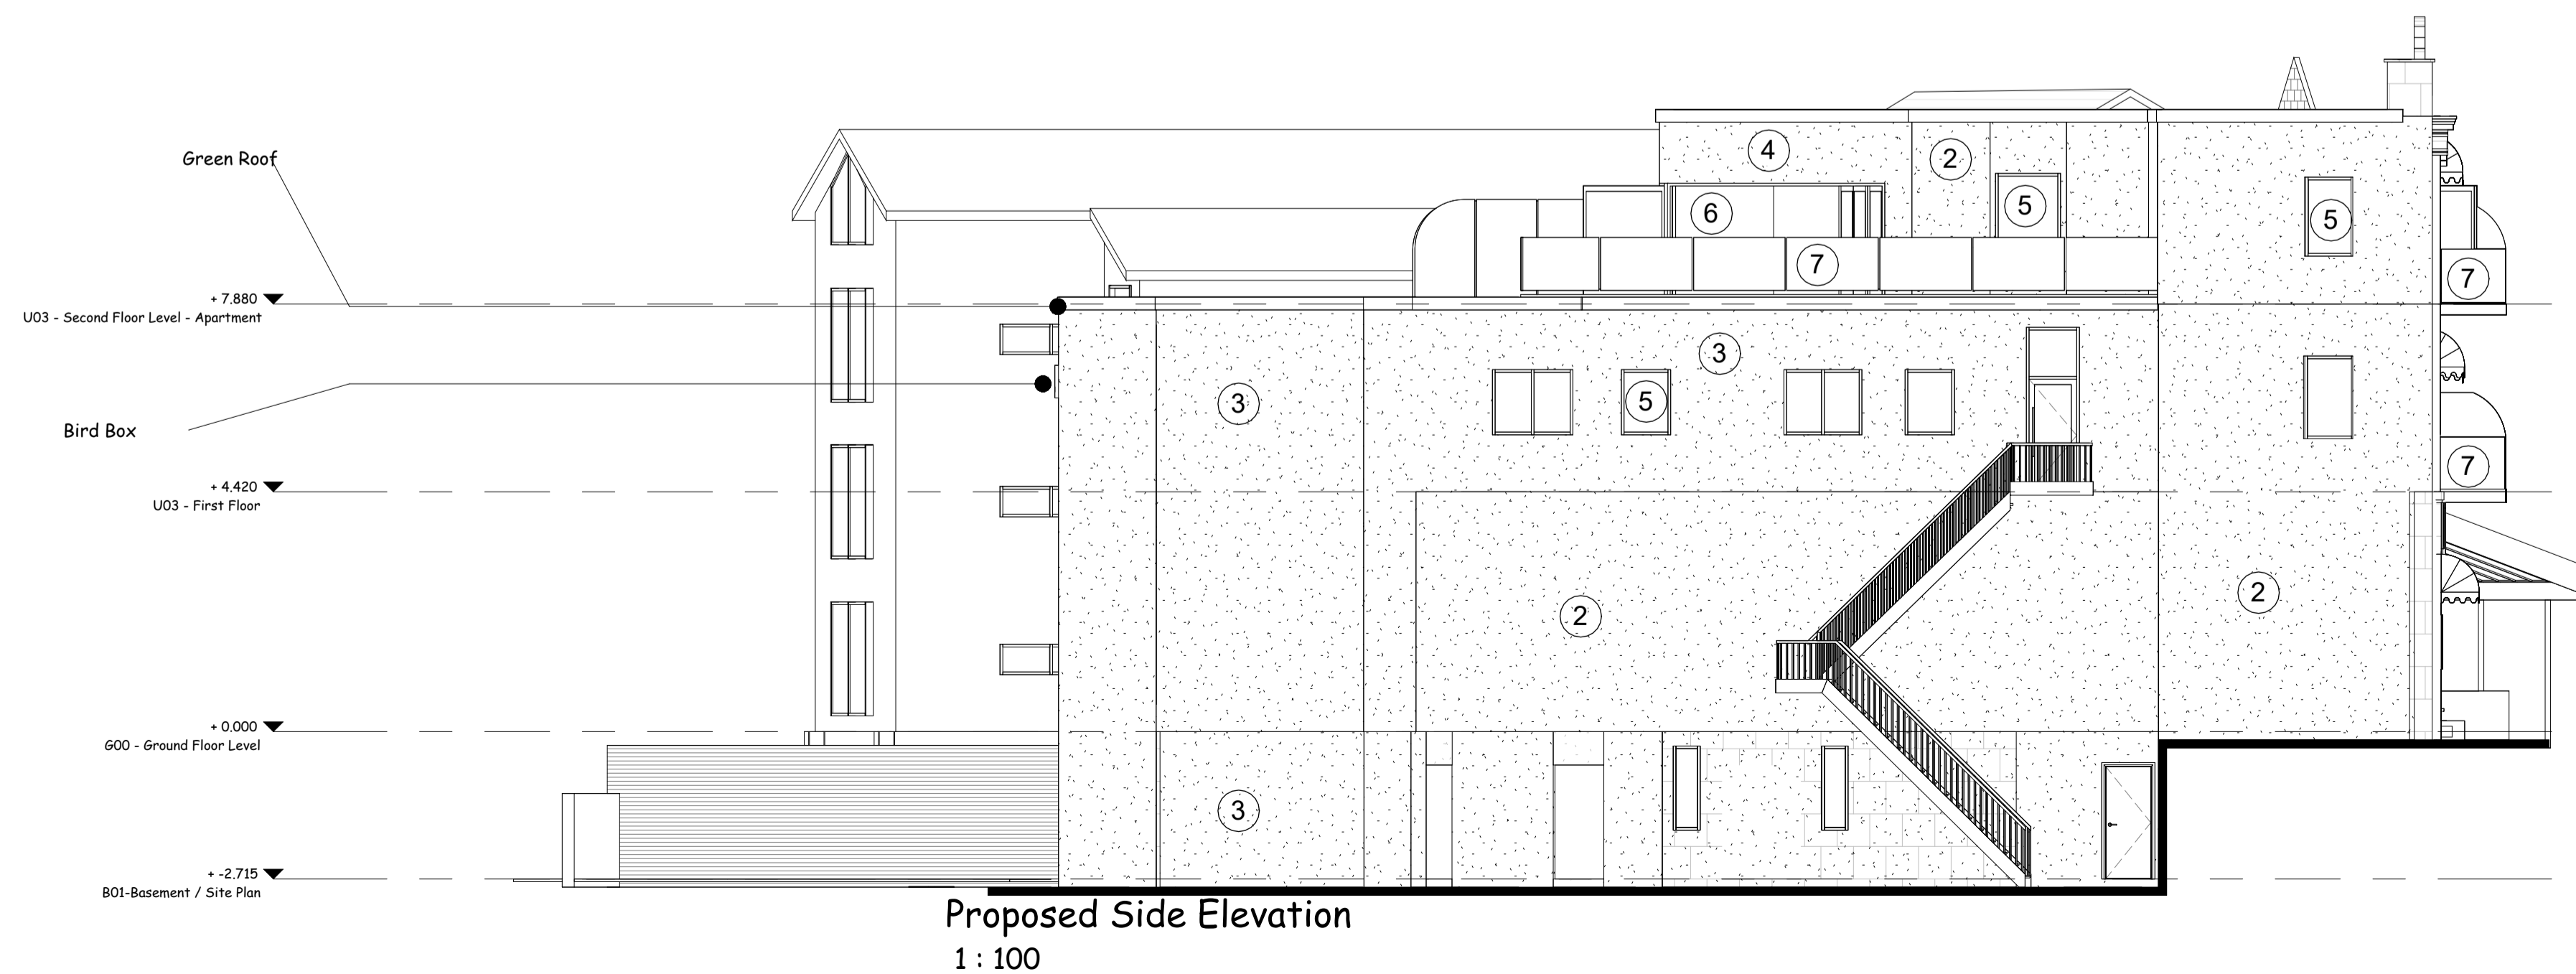 4
2
Green Roof
5
6
5
7
7
+ 7.880
U03 - Second Floor Level - Apartment
3
3
5
Bird Box
7
+ 4.420
U03 - First Floor
2
2
+ 0.000
G00 - Ground Floor Level
3
+ -2.715
B01-Basement / Site Plan
Proposed Side Elevation
1 : 100